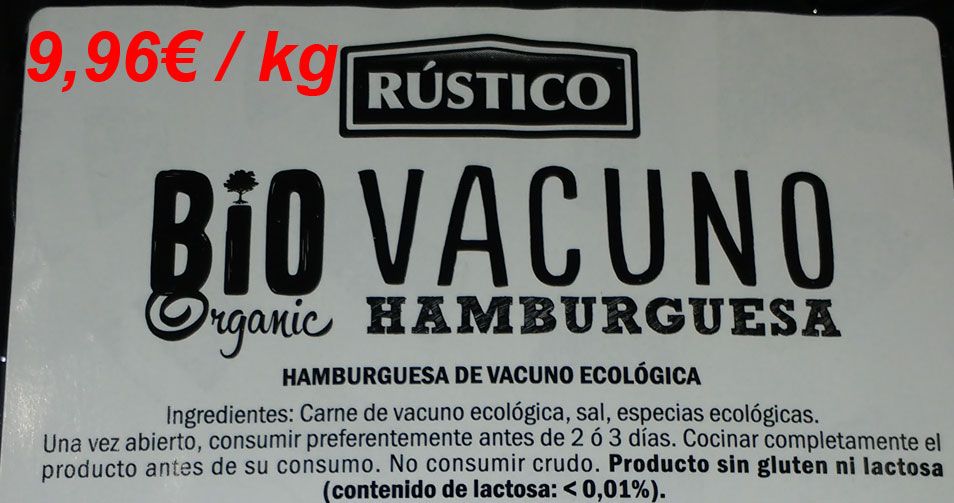 9,96€ / kg
RÚSTICO
BiO VACUNO
Organic HAMBURGUESA
HAMBURGUESA DE VACUNO ECOLÓGICA
Ingredientes: Carne de vacuno ecológica, sal, especias ecológicas.
Una vez abierto, consumir preferentemente antes de 2 ó 3 días. Cocinar completamente el
producto antes de su consumo. No consumir crudo. Producto sin gluten ni lactosa
(contenido de lactosa: < 0,01%).